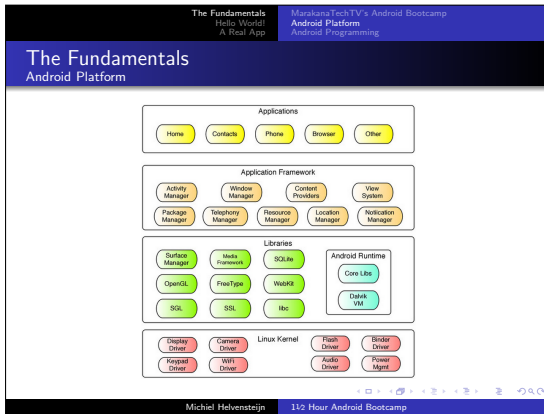 The Fundamentals
Hello World!
A Real App
MarakanaTechTV's Android Bootcamp
Android Platform
Android Programming
The Fundamentals
Android Platform
Applications
Home Contacts Phone Browser Other
Application Framework
Activity Manager
Window Manager
Content Providers
View System
Package Manager
Telephony Manager
Resource Manager
Location Manager
Notiication Manager
Libraries
Surface Manager
Media Framework
SQLite
OpenGL FreeType WebKit
SGL SSL libc
Android Runtime
Core Libs
Dalvik VM
Linux Kernel
Display Driver
Camera Driver
Flash Driver
Binder Driver
Keypad Driver
WiFi Driver
Audio Driver
Power Mgmt
Michiel Helvensteijn 1½ Hour Android Bootcamp